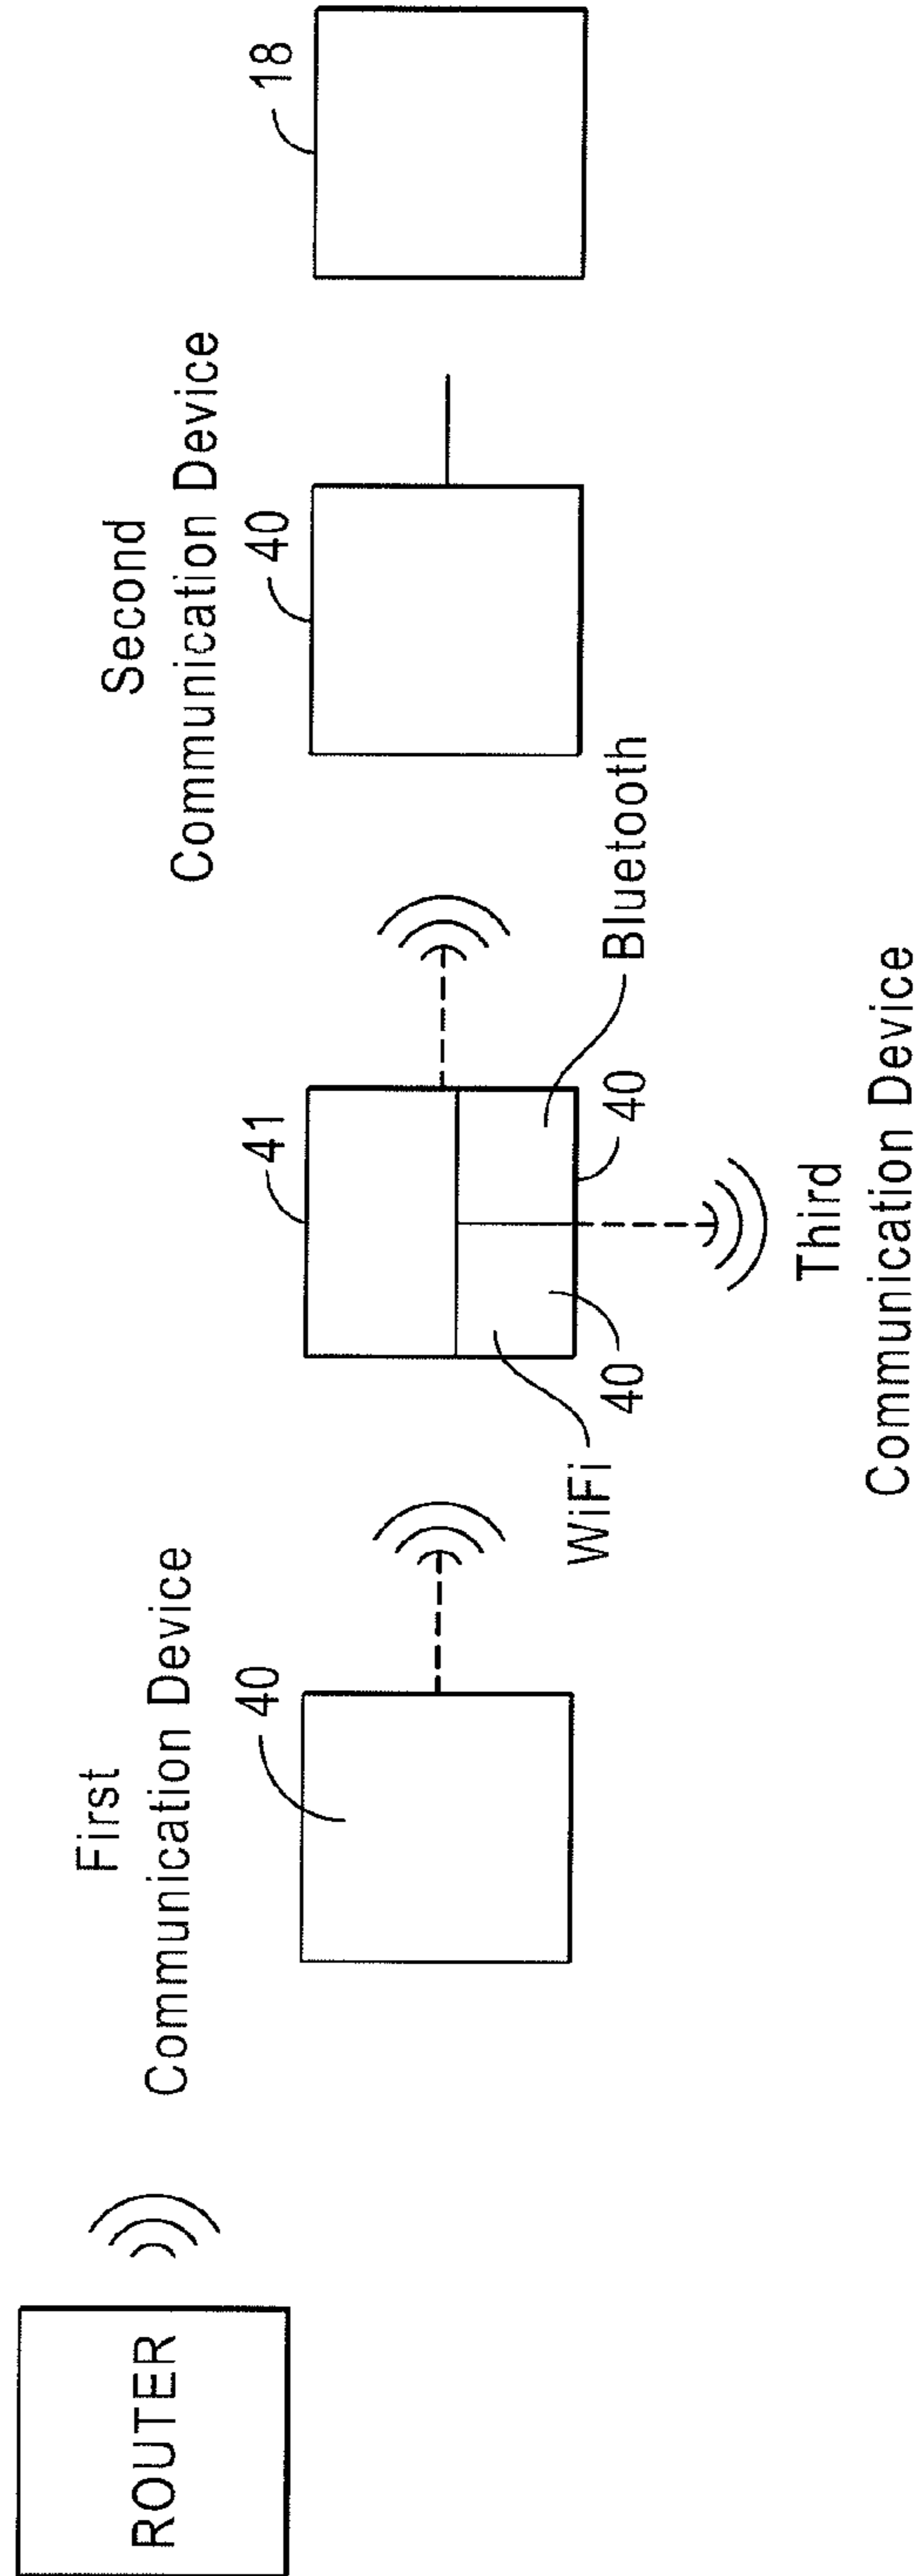 ROUTER
First
Communication Device
40
WiFi
40
41
40
Bluetooth
Third
Communication Device
Second
Communication Device
40
18